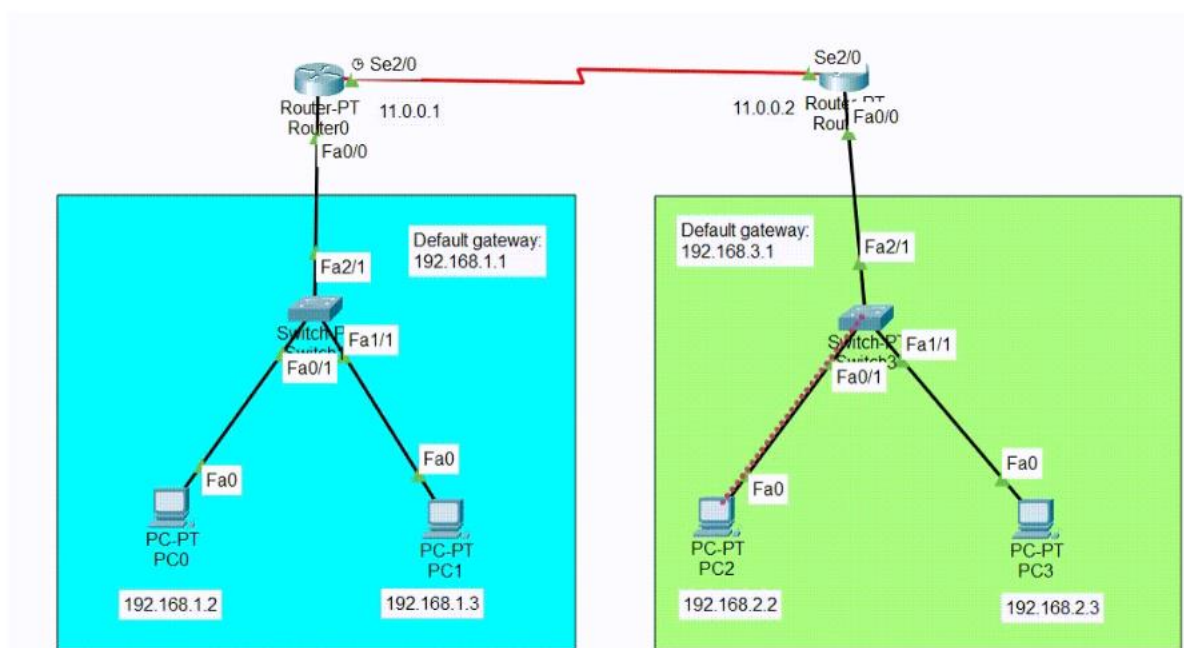 Se2/0
Se2/0
Router-PT
Router0
11.0.0.1
11.0.0.2
Fa0/0
Fa0/0
Default gateway:
192.168.1.1
Default gateway:
192.168.3.1
Fa2/1
Fa2/1
Fa1/1
Fa0/1
Switch3
Fa1/1
Fa0/1
Fa0
Fa0
Fa0
Fa0
PC-PT
PC0
PC-PT
PC1
PC-PT
PC2
PC-PT
PC3
192.168.1.2
192.168.1.3
192.168.2.2
192.168.2.3